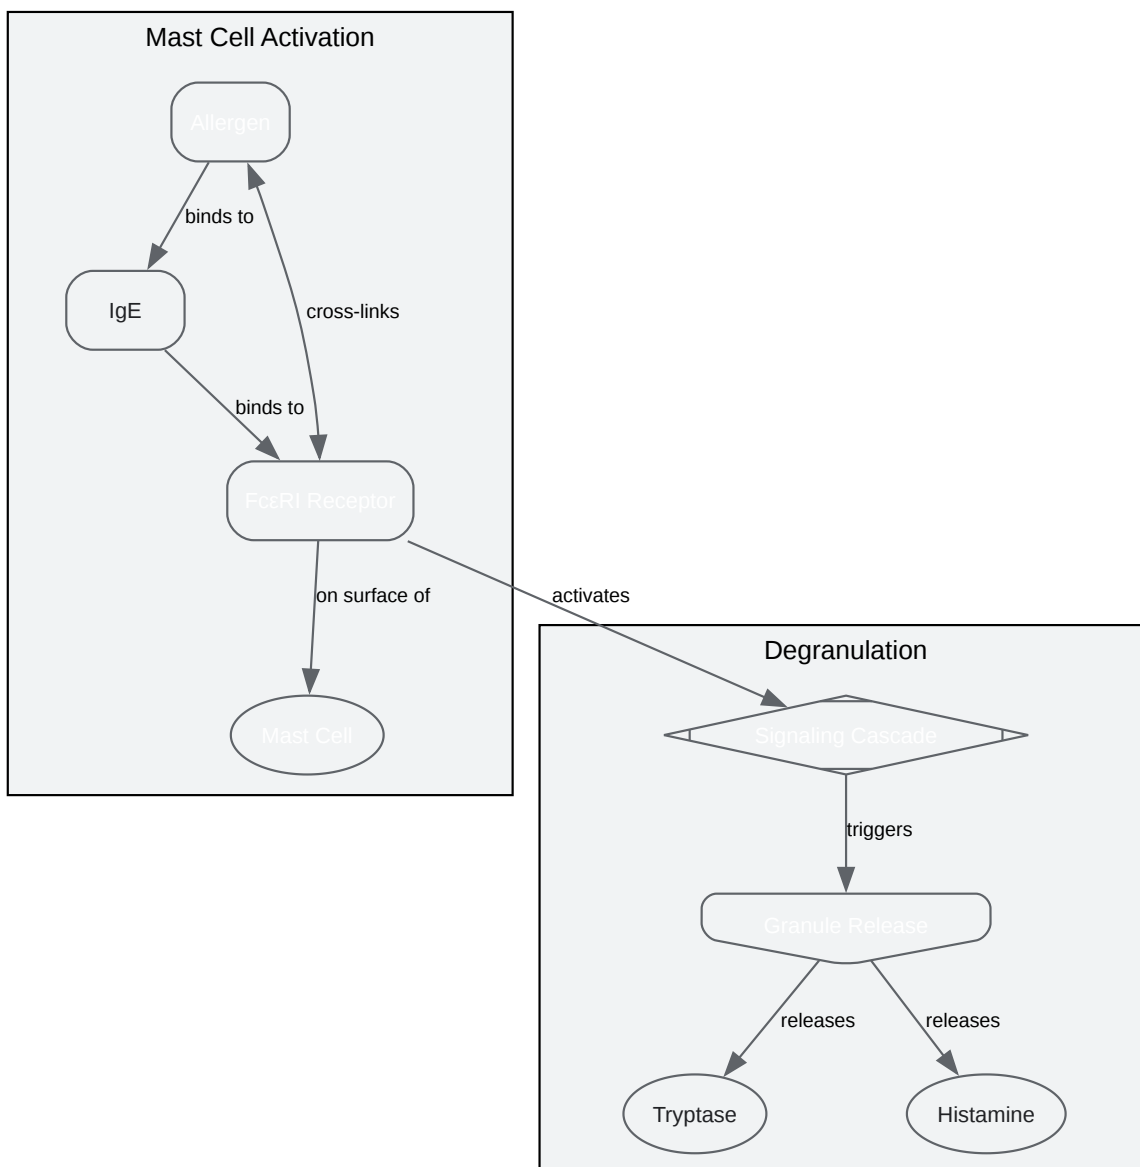 Mast Cell Activation
Allergen
binds to
IgE
cross-links
binds to
FcεRI Receptor
on surface of
activates
Mast Cell
Degranulation
Signaling Cascade
triggers
Granule Release
releases
releases
Tryptase
Histamine